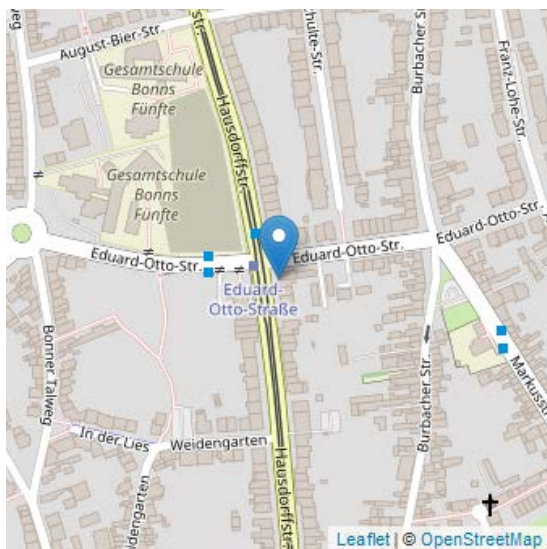 August-Bier-Str.
Gesamtschule
Bonns
Fünfte
Gesamtschule
Bonns
Fünfte
Hausdorffstr.
Burbacher Str.
Franz-Lohe-Str.
Eduard-Otto-Str.
Eduard-Otto-Str.
Eduard-Otto-Str.
Eduard-
Otto-Straße
Bonner Talweg
In der Lies
Weidengarten
Weidengarten
Hausdorffstr.
Burbacher Str.
Leaflet | © OpenStreetMap